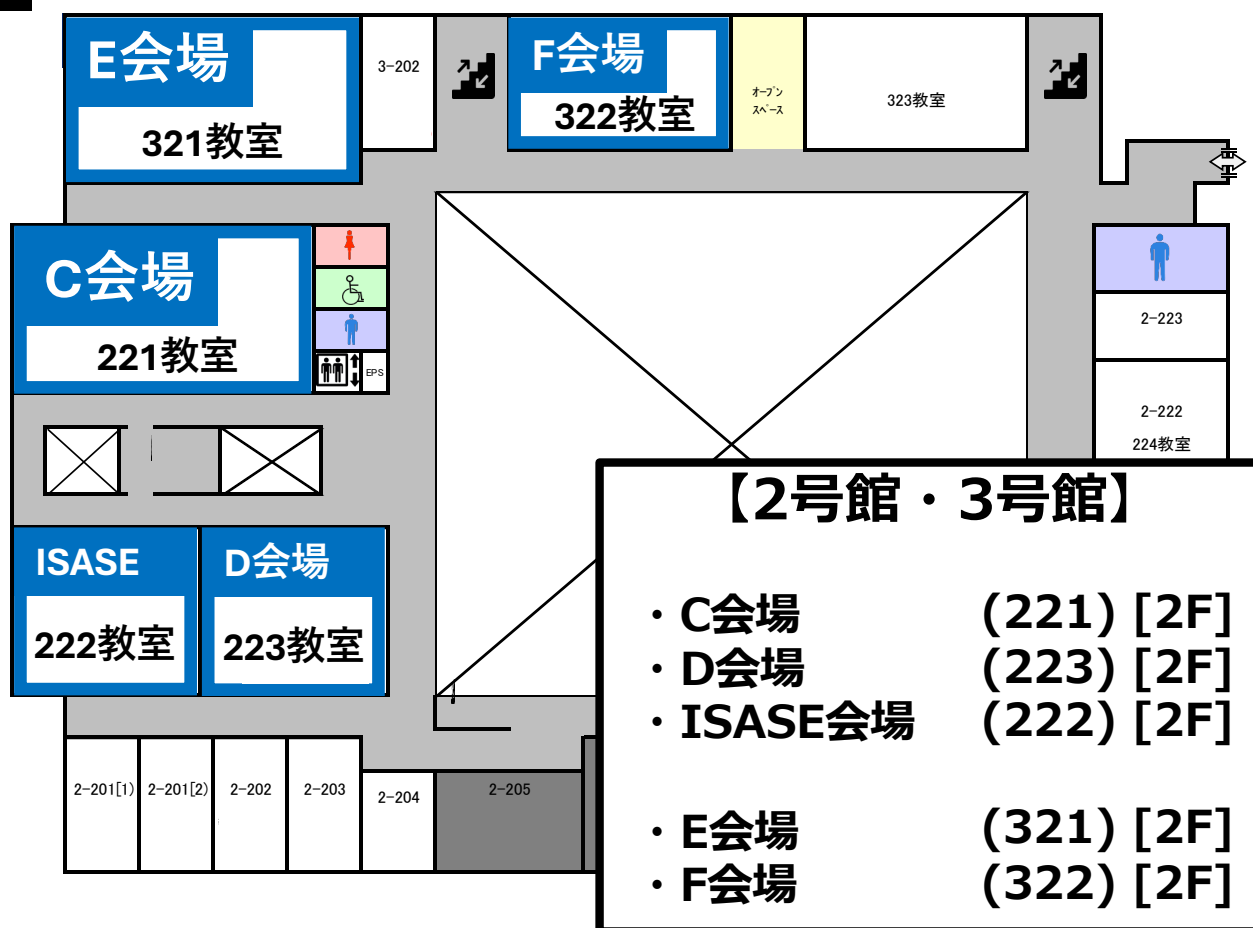 E会場
321教室
3-202
F会場
322教室
オープン
スペース
323教室
C会場
221教室
EPS
2-223
2-222
224教室
ISASE
222教室
D会場
223教室
2-201[1]
2-201[2]
2-202
2-203
2-204
2-205
【2号館・3号館】
・C会場 (221) [2F]
・D会場 (223) [2F]
・ISASE会場 (222) [2F]
・E会場 (321) [2F]
・F会場 (322) [2F]